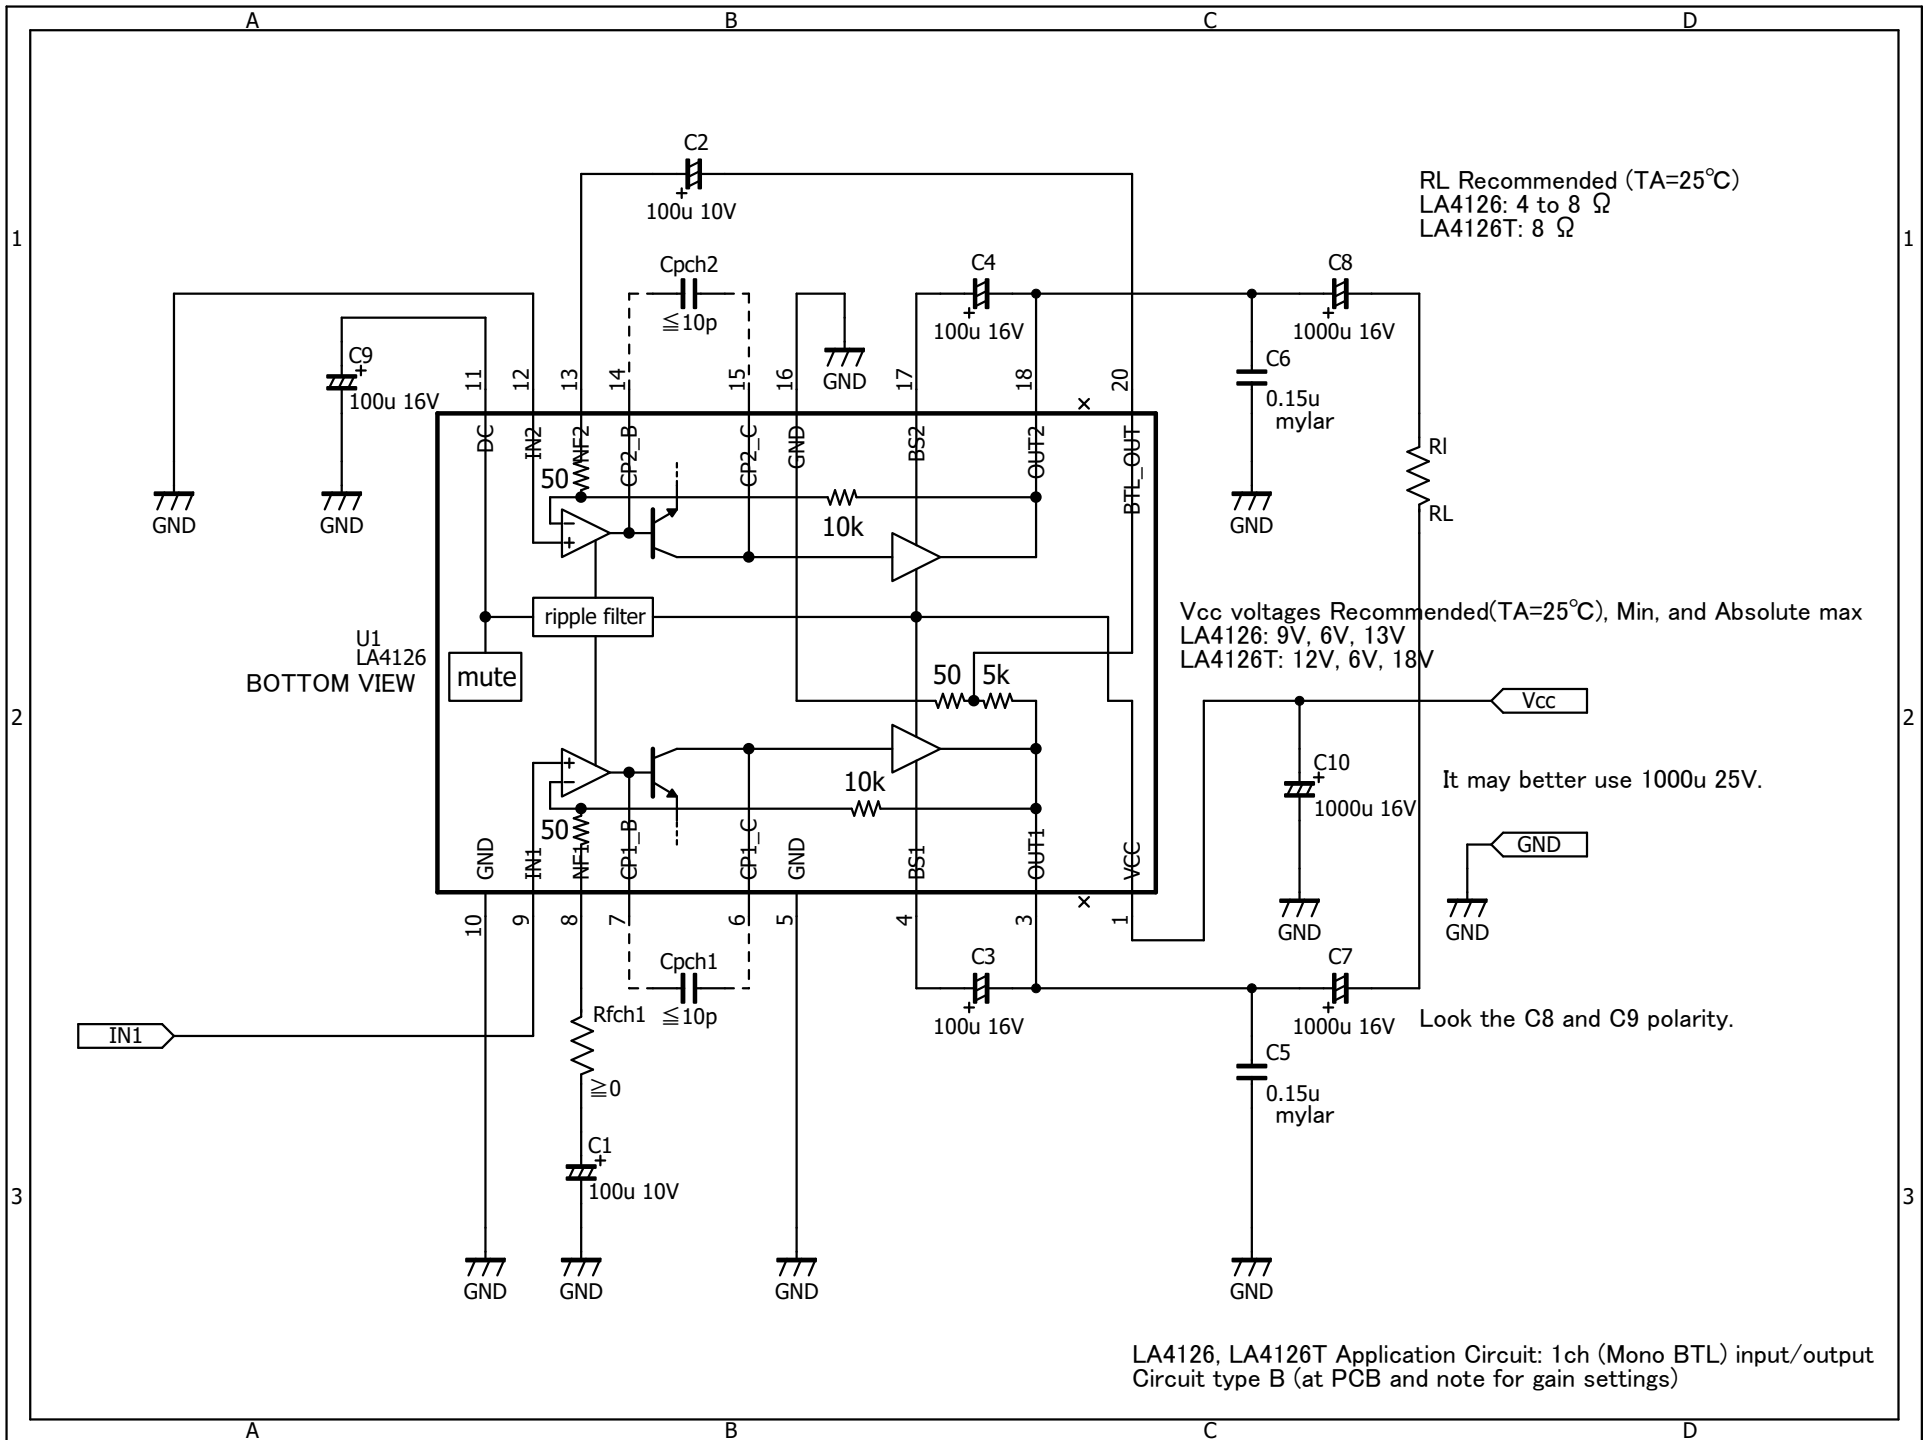 A
B
C
D
1
1
C2
+
100u 10V
RL Recommended (TA=25℃)
LA4126: 4 to 8 Ω
LA4126T: 8 Ω
Cpch2
≦10p
C4
+
100u 16V
C8
+
1000u 16V
GND
C9
+
100u 16V
C6
0.15u
mylar
11
12
13
14
15
16
17
18
20
DC
IN2
NF2
CP2_B
CP2_C
GND
BS2
OUT2
BTL_OUT
GND
GND
GND
50
10k
−
+
Rl
RL
ripple filter
U1
LA4126
BOTTOM VIEW
mute
50
5k
Vcc voltages Recommended(TA=25℃), Min, and Absolute max
LA4126: 9V, 6V, 13V
LA4126T: 12V, 6V, 18V
2
2
Vcc
C10
+
1000u 16V
It may better use 1000u 25V.
GND
GND
GND
+
−
10k
50
GND
IN1
NF1
CP1_B
CP1_C
GND
BS1
OUT1
VCC
10
9
8
7
6
5
4
3
1
Cpch1
≦10p
C3
+
100u 16V
C7
+
1000u 16V
Look the C8 and C9 polarity.
IN1
Rfch1
≧0
C5
0.15u
mylar
C1
+
100u 10V
3
3
GND
GND
GND
GND
LA4126, LA4126T Application Circuit: 1ch (Mono BTL) input/output
Circuit type B (at PCB and note for gain settings)
A
B
C
D